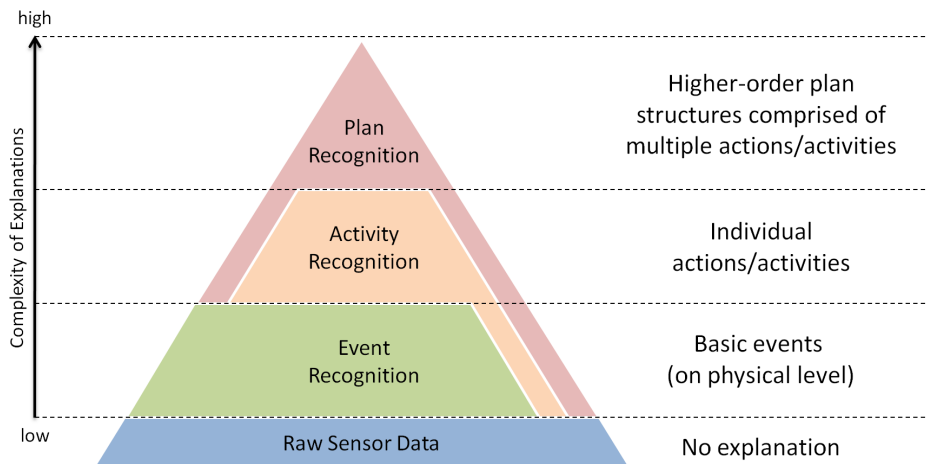 high
Complexity of Explanations
low
Plan
Recognition
Higher-order plan
structures comprised of
multiple actions/activities
Activity
Recognition
Individual
actions/activities
Event
Recognition
Basic events
(on physical level)
Raw Sensor Data
No explanation